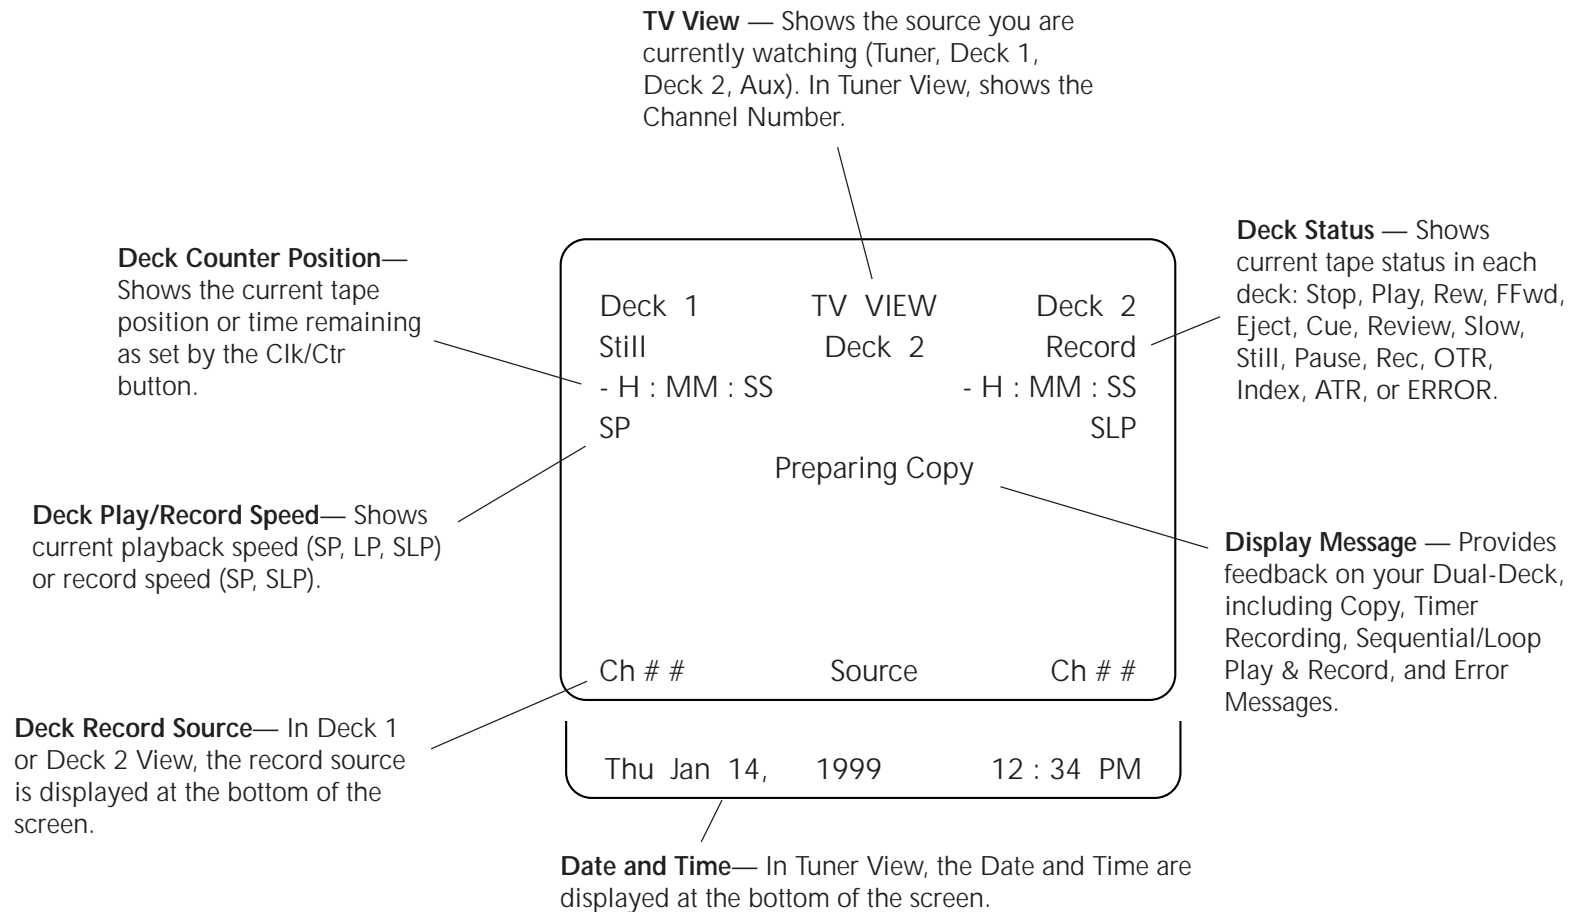 TV View — Shows the source you are
currently watching (Tuner, Deck 1,
Deck 2, Aux). In Tuner View, shows the
Channel Number.
Deck Counter Position—
Shows the current tape
position or time remaining
as set by the Clk/Ctr
button.
Deck Play/Record Speed— Shows
current playback speed (SP, LP, SLP)
or record speed (SP, SLP).
Deck Record Source— In Deck 1
or Deck 2 View, the record source
is displayed at the bottom of the
screen.
Deck 1 TV VIEW Deck 2
Still Deck 2 Record
- H : MM : SS - H : MM : SS
SP SLP
Preparing Copy
Ch # # Source Ch # #
Thu Jan 14, 1999 12 : 34 PM
Deck Status — Shows
current tape status in each
deck: Stop, Play, Rew, FFwd,
Eject, Cue, Review, Slow,
Still, Pause, Rec, OTR,
Index, ATR, or ERROR.
Display Message — Provides
feedback on your Dual-Deck,
including Copy, Timer
Recording, Sequential/Loop
Play & Record, and Error
Messages.
Date and Time— In Tuner View, the Date and Time are
displayed at the bottom of the screen.